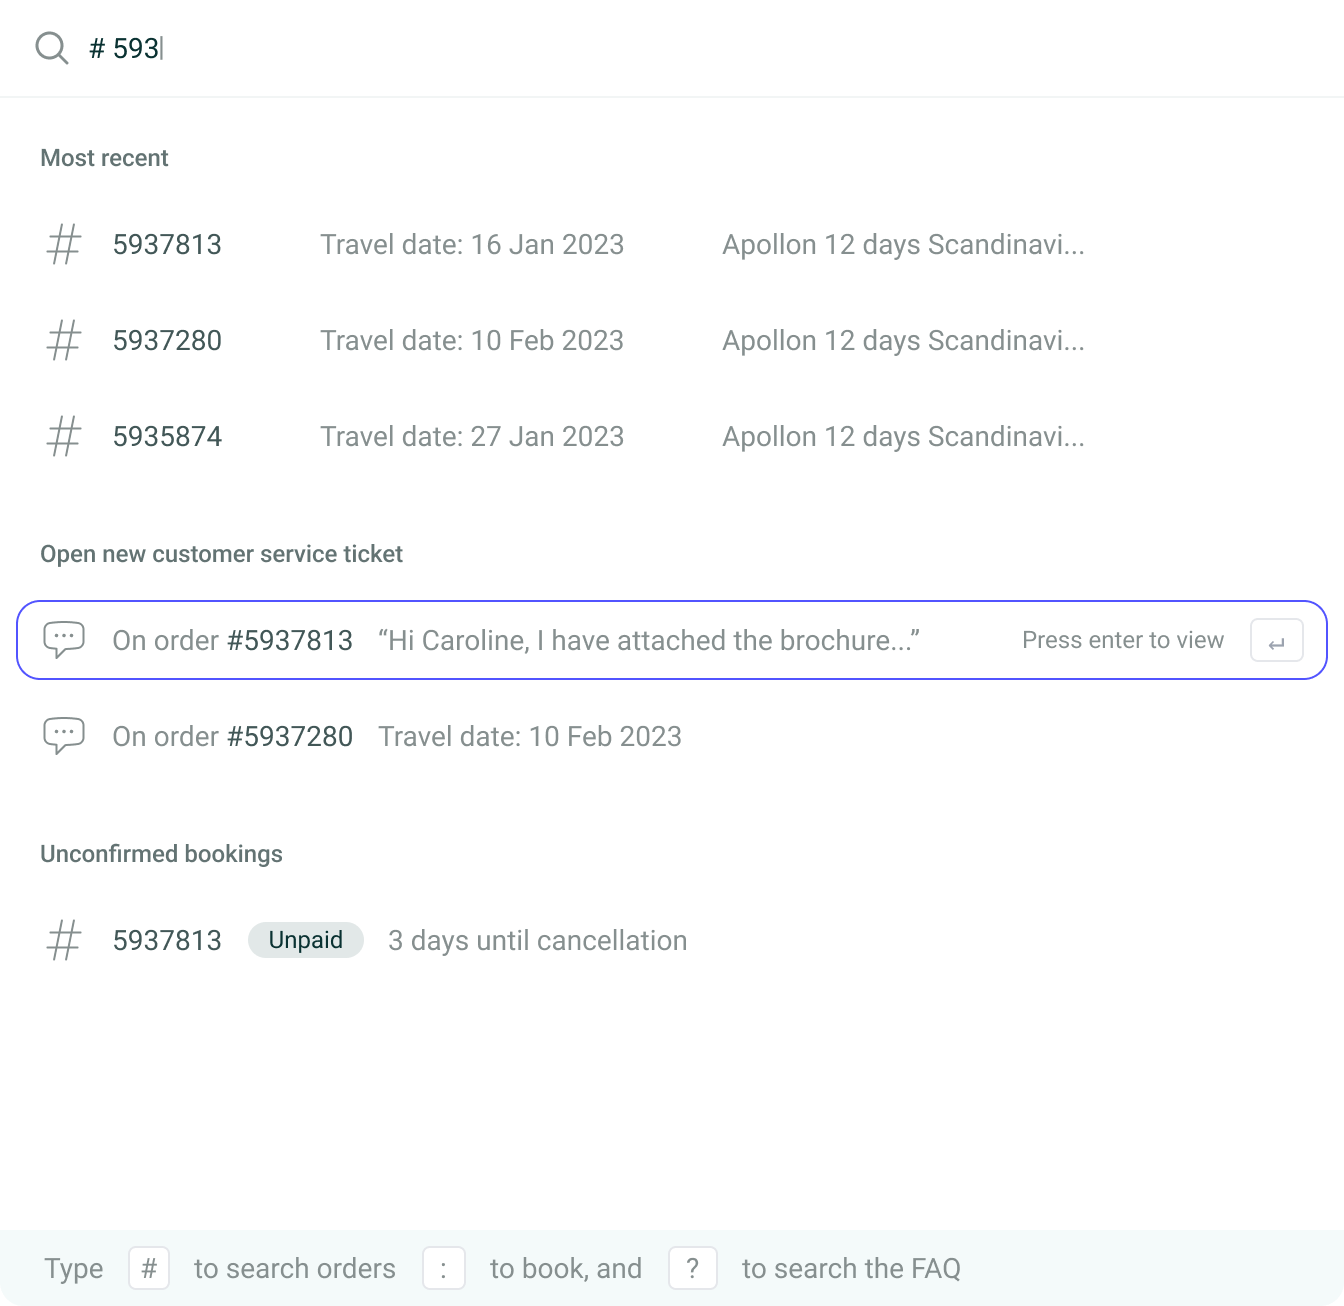 # 593
Most recent
# 5937813 Travel date: 16 Jan 2023 Apollon 12 days Scandinavi...
# 5937280 Travel date: 10 Feb 2023 Apollon 12 days Scandinavi...
# 5935874 Travel date: 27 Jan 2023 Apollon 12 days Scandinavi...
Open new customer service ticket
On order #5937813 “Hi Caroline, I have attached the brochure...” Press enter to view ↵
On order #5937280 Travel date: 10 Feb 2023
Unconfirmed bookings
# 5937813 Unpaid 3 days until cancellation
Type # to search orders : to book, and ? to search the FAQ